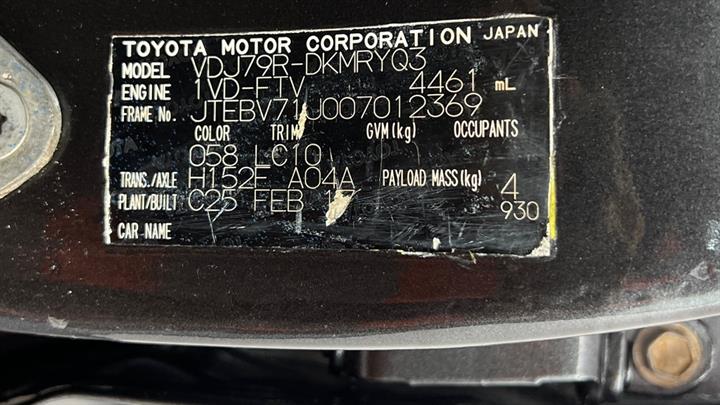 TOYOTA MOTOR CORPORATION JAPAN
MODEL VDJ79R-DKMRYQ3
ENGINE 1VD-FTV 4461 mL
FRAME No. JTEBV71J007012369
COLOR TRIM GVM(kg) OCCUPANTS
058 LC10
TRANS./AXLE H152F A04A PAYLOAD MASS(kg) 4
PLANT/BUILT C25 FEB 930
CAR NAME